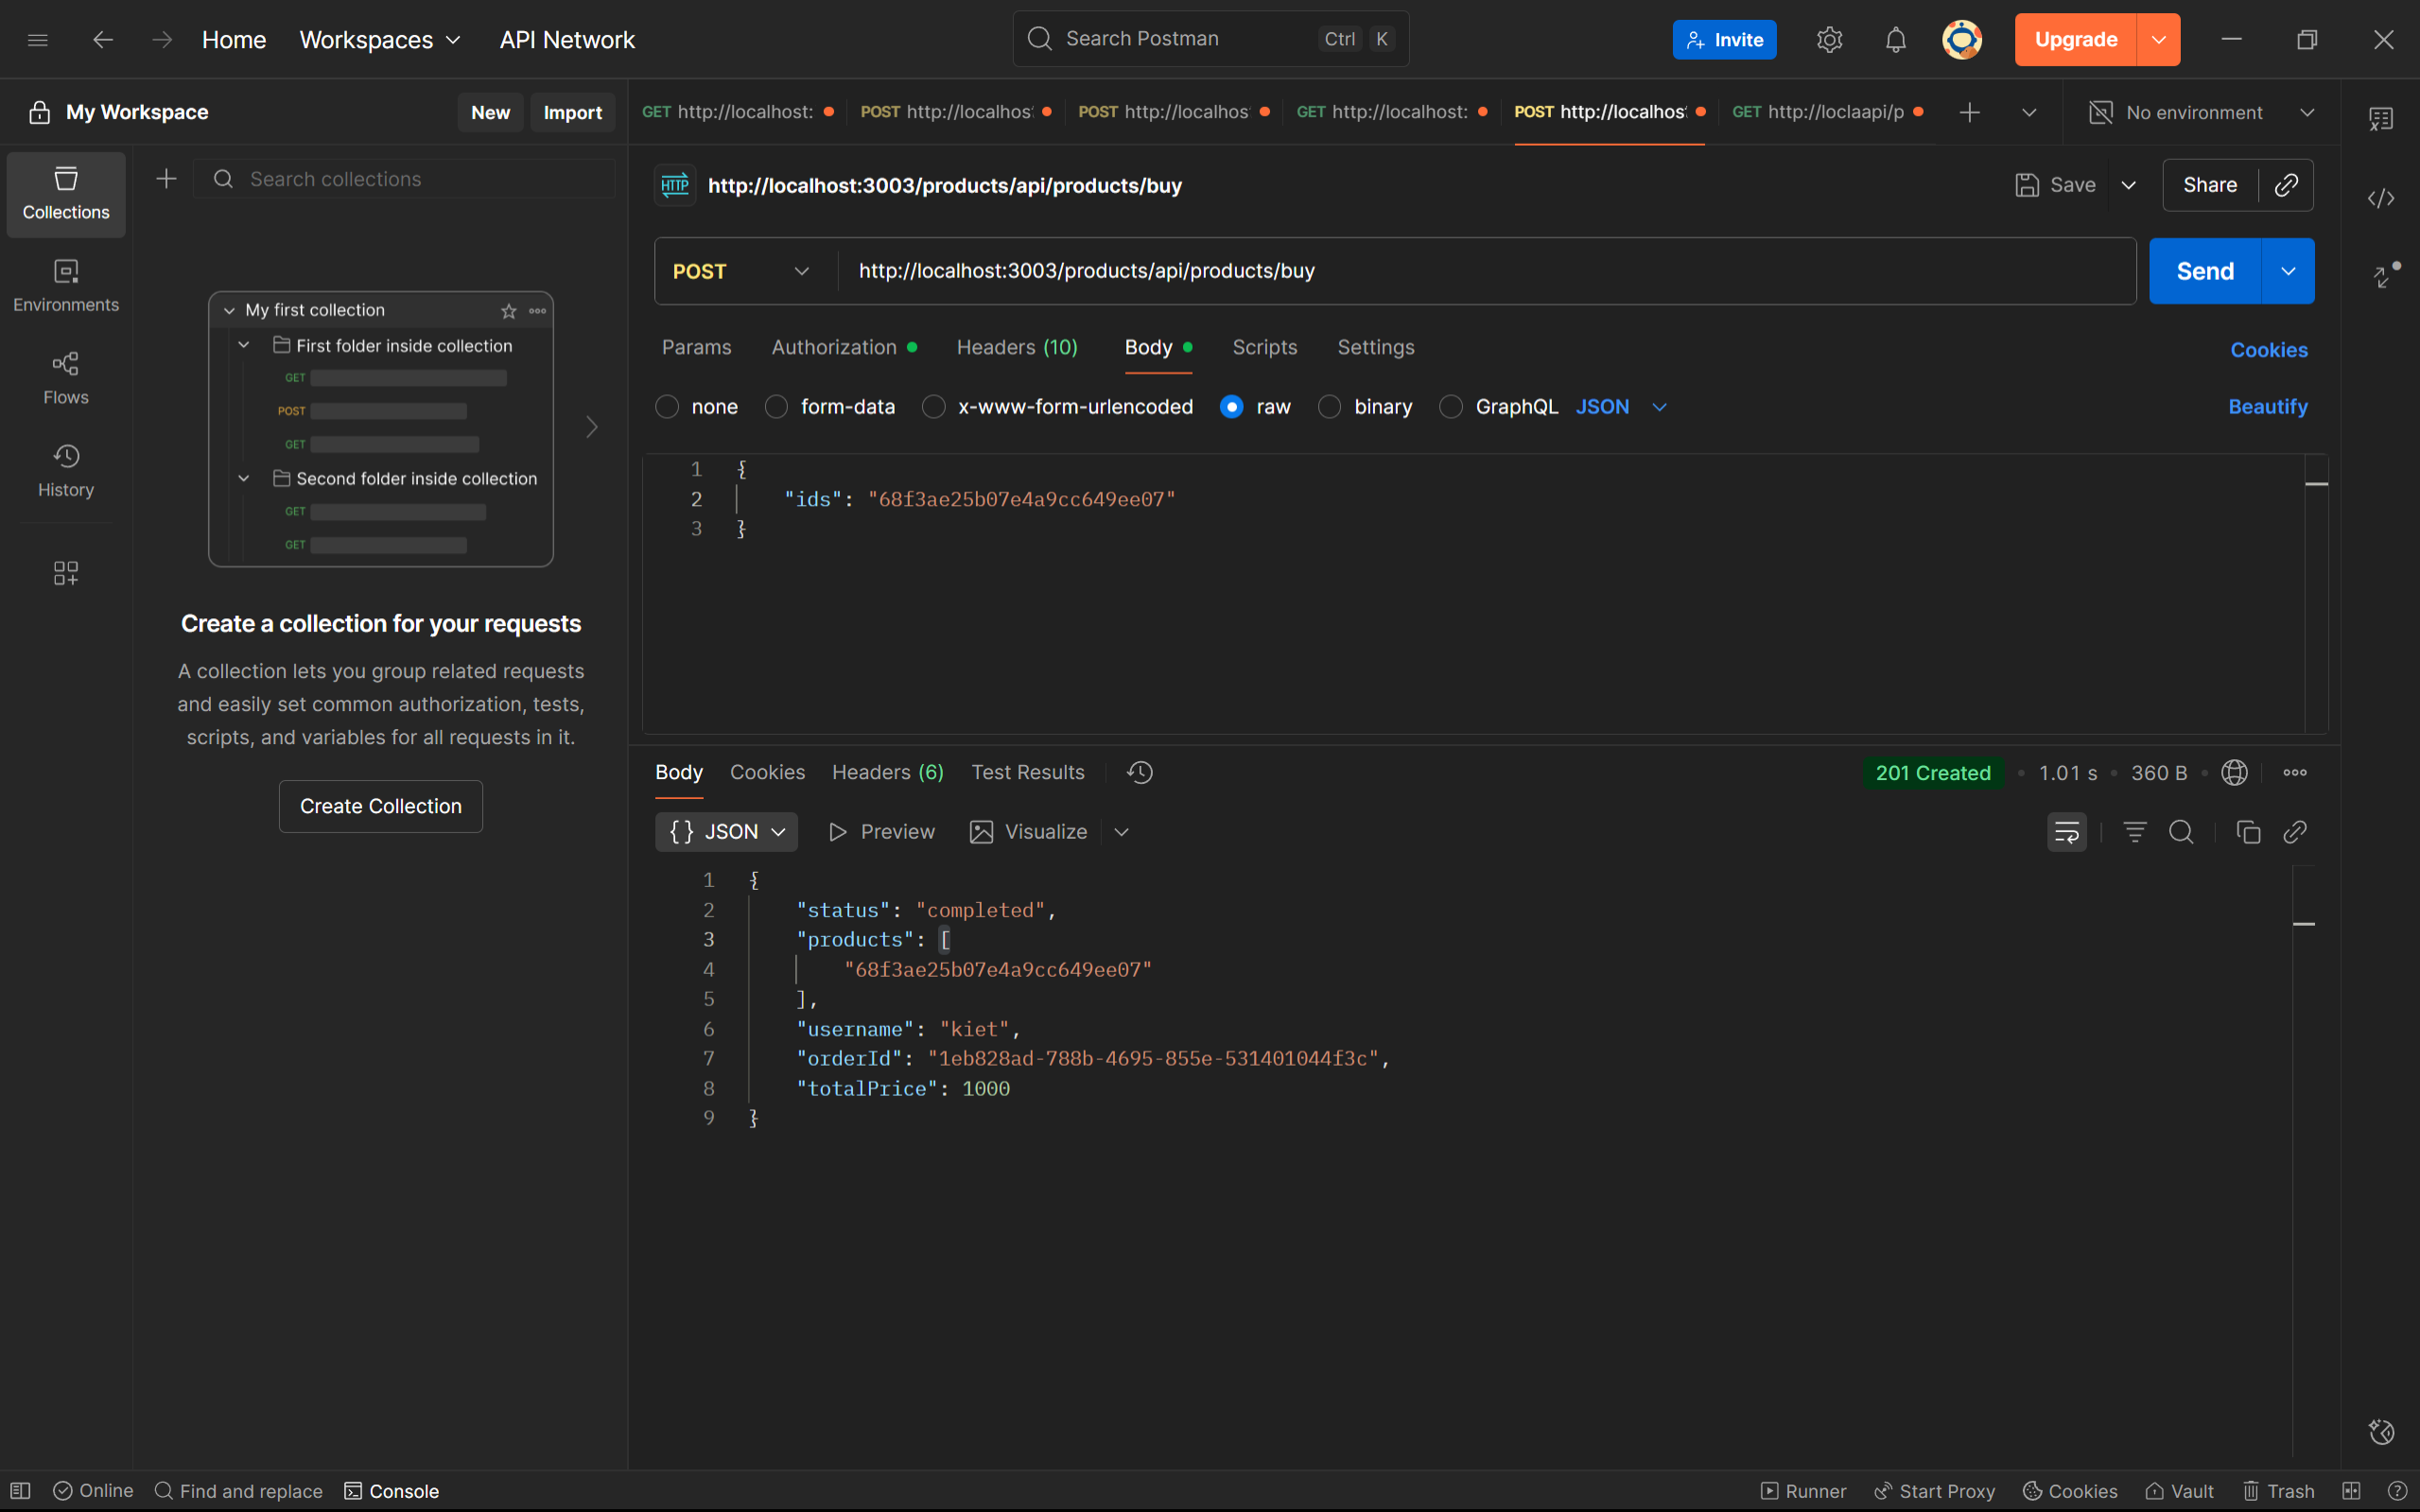 Home Workspaces API Network Search Postman Ctrl K Invite Upgrade
My Workspace New Import GET http://localhost: POST http://localhos POST http://localhos GET http://localhost: POST http://localhos GET http://loclaapi/p No environment
Collections
Environments
Flows
History
Search collections
My first collection
First folder inside collection
GET
POST
GET
Second folder inside collection
GET
GET
Create a collection for your requests
A collection lets you group related requests
and easily set common authorization, tests,
scripts, and variables for all requests in it.
Create Collection
HTTP http://localhost:3003/products/api/products/buy Save Share
POST http://localhost:3003/products/api/products/buy Send
Params Authorization Headers (10) Body Scripts Settings Cookies
none form-data x-www-form-urlencoded raw binary GraphQL JSON Beautify
1 {
2 "ids": "68f3ae25b07e4a9cc649ee07"
3 }
Body Cookies Headers (6) Test Results 201 Created • 1.01 s • 360 B •
{} JSON Preview Visualize
1 {
2 "status": "completed",
3 "products": [
4 "68f3ae25b07e4a9cc649ee07"
5 ],
6 "username": "kiet",
7 "orderId": "1eb828ad-788b-4695-855e-531401044f3c",
8 "totalPrice": 1000
9 }
Online Find and replace Console Runner Start Proxy Cookies Vault Trash